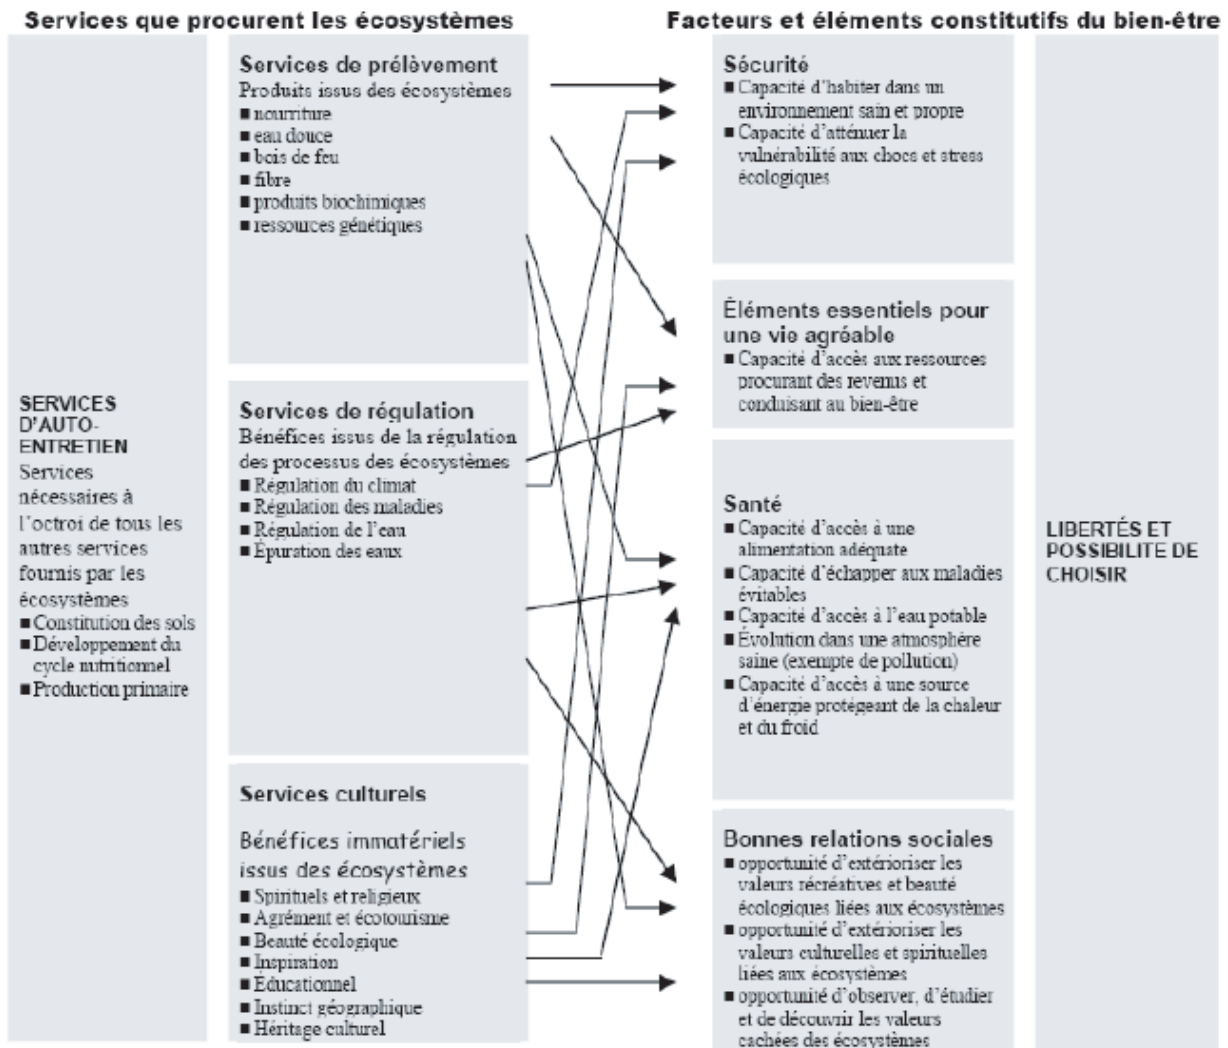 Services que procurent les écosystèmes
Facteurs et éléments constitutifs du bien-être
SERVICES
D'AUTO-
ENTRETIEN
Services
nécessaires à
l'octroi de tous les
autres services
fournis par les
écosystèmes
■ Constitution des sols
■ Développement du
cycle nutritionnel
■ Production primaire
Services de prélèvement
Produits issus des écosystèmes
■ nourriture
■ eau douce
■ bois de feu
■ fibre
■ produits biochimiques
■ ressources génétiques
Services de régulation
Bénéfices issus de la régulation
des processus des écosystèmes
■ Régulation du climat
■ Régulation des maladies
■ Régulation de l'eau
■ Épuration des eaux
Services culturels
Bénéfices immatériels
issus des écosystèmes
■ Spirituels et religieux
■ Agrément et écotourisme
■ Beauté écologique
■ Inspiration
■ Éducationnel
■ Instinct géographique
■ Héritage culturel
Sécurité
■ Capacité d'habiter dans un
environnement sain et propre
■ Capacité d'atténuer la
vulnérabilité aux chocs et stress
écologiques
Éléments essentiels pour
une vie agréable
■ Capacité d'accès aux ressources
procurant des revenus et
conduisant au bien-être
Santé
■ Capacité d'accès à une
alimentation adéquate
■ Capacité d'échapper aux maladies
évitables
■ Capacité d'accès à l'eau potable
■ Évolution dans une atmosphère
saine (exempte de pollution)
■ Capacité d'accès à une source
d'énergie protégeant de la chaleur
et du froid
Bonnes relations sociales
■ opportunité d'extérioriser les
valeurs récréatives et beauté
écologiques liées aux écosystèmes
■ opportunité d'extérioriser les
valeurs culturelles et spirituelles
liées aux écosystèmes
■ opportunité d'observer, d'étudier
et de découvrir les valeurs
cachées des écosystèmes
LIBERTÉS ET
POSSIBILITE DE
CHOISIR